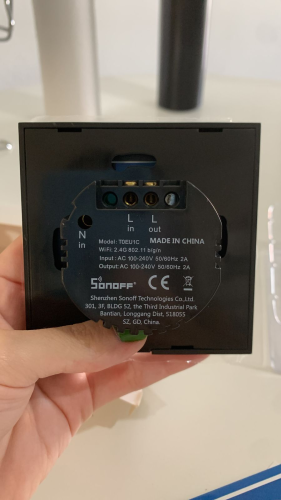 L
in
L
out
N
in
Model: T0EU1C MADE IN CHINA
WiFi: 2.4G 802.11 b/g/n
Input: AC 100-240V 50/60Hz 2A
Output: AC 100-240V 50/60Hz 2A
SONOFF CE
Shenzhen Sonoff Technologies Co.,Ltd.
301, 3F, BLDG 52, the Third Industrial Park
Bantian, Longgang Dist, 518055
SZ, GD, China.